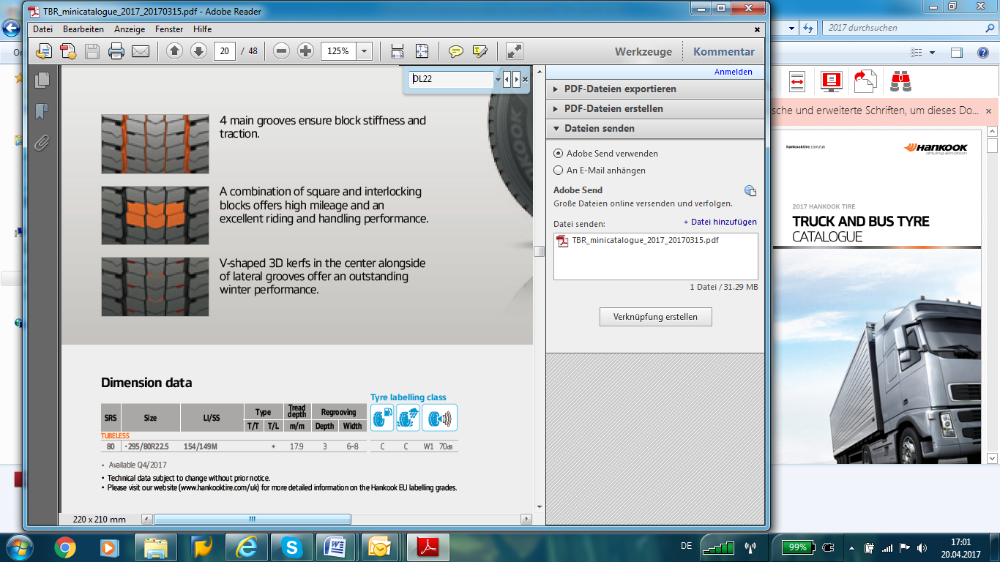 TBR_minicatalogue_2017_20170315.pdf - Adobe Reader
Datei Bearbeiten Anzeige Fenster Hilfe
20 / 48
125%
Werkzeuge
Kommentar
DL22
4 main grooves ensure block stiffness and
traction.
A combination of square and interlocking
blocks offers high mileage and an
excellent riding and handling performance.
V-shaped 3D kerfs in the center alongside
of lateral grooves offer an outstanding
winter performance.
Dimension data
Tyre labelling class
SRS Size LI/SS Type Tread depth Regrooving
T/T T/L m/m Depth Width
TUBELESS
80 •295/80R22.5 154/149M * 17.9 3 6~8 C C W1 70dB
• Available Q4/2017
• Technical data subject to change without prior notice.
• Please visit our website (www.hankooktire.com/uk) for more detailed information on the Hankook EU labelling grades.
220 x 210 mm
Anmelden
PDF-Dateien exportieren
PDF-Dateien erstellen
Dateien senden
Adobe Send verwenden
An E-Mail anhängen
Adobe Send
Große Dateien online versenden und verfolgen.
Datei senden:
+ Datei hinzufügen
TBR_minicatalogue_2017_20170315.pdf
1 Datei / 31.29 MB
Verknüpfung erstellen
2017 durchsuchen
sche und erweiterte Schriften, um dieses Do...
hankooktire.com/uk
HANKOOK
driving emotion
2017 HANKOOK TIRE
TRUCK AND BUS TYRE
CATALOGUE
DE
99%
17:01
20.04.2017